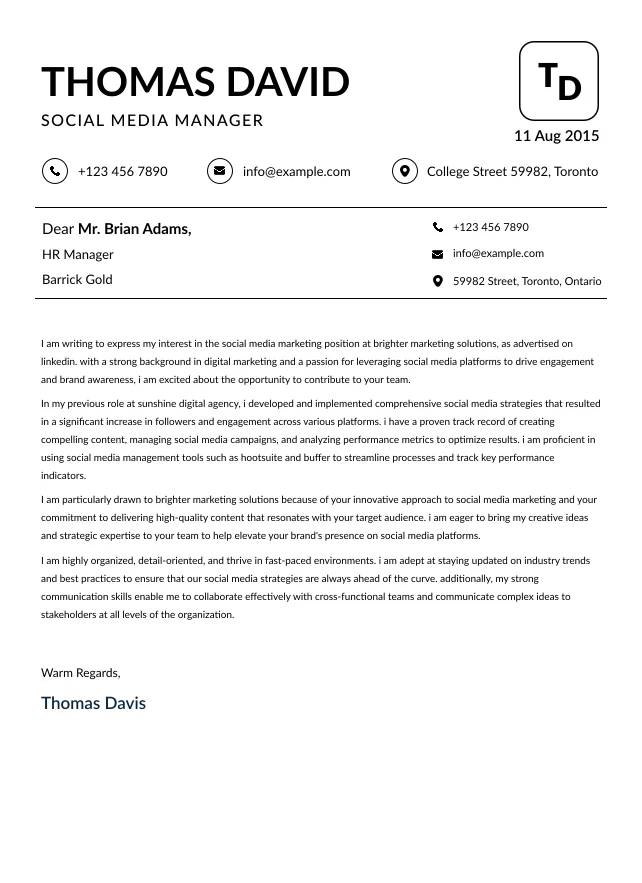 THOMAS DAVID
TD
SOCIAL MEDIA MANAGER
11 Aug 2015
+123 456 7890
info@example.com
College Street 59982, Toronto
Dear Mr. Brian Adams,
HR Manager
Barrick Gold
+123 456 7890
info@example.com
59982 Street, Toronto, Ontario
I am writing to express my interest in the social media marketing position at brighter marketing solutions, as advertised on
linkedin. with a strong background in digital marketing and a passion for leveraging social media platforms to drive engagement
and brand awareness, i am excited about the opportunity to contribute to your team.
In my previous role at sunshine digital agency, i developed and implemented comprehensive social media strategies that resulted
in a significant increase in followers and engagement across various platforms. i have a proven track record of creating
compelling content, managing social media campaigns, and analyzing performance metrics to optimize results. i am proficient in
using social media management tools such as hootsuite and buffer to streamline processes and track key performance
indicators.
I am particularly drawn to brighter marketing solutions because of your innovative approach to social media marketing and your
commitment to delivering high-quality content that resonates with your target audience. i am eager to bring my creative ideas
and strategic expertise to your team to help elevate your brand's presence on social media platforms.
I am highly organized, detail-oriented, and thrive in fast-paced environments. i am adept at staying updated on industry trends
and best practices to ensure that our social media strategies are always ahead of the curve. additionally, my strong
communication skills enable me to collaborate effectively with cross-functional teams and communicate complex ideas to
stakeholders at all levels of the organization.
Warm Regards,
Thomas Davis